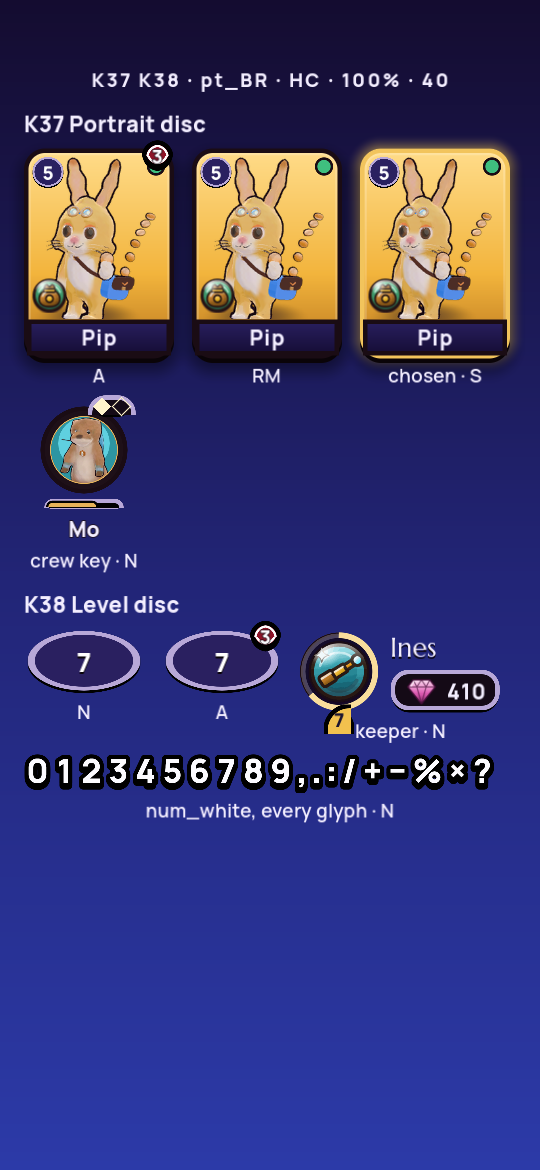 K37 K38 · pt_BR · HC · 100% · 40
K37 Portrait disc
5 3 5 5
Pip Pip Pip
A RM chosen · S
Mo
crew key · N
K38 Level disc
3
7 7 Ines
410
N A 7 keeper · N
0123456789,.:/+-%×?
num_white, every glyph · N